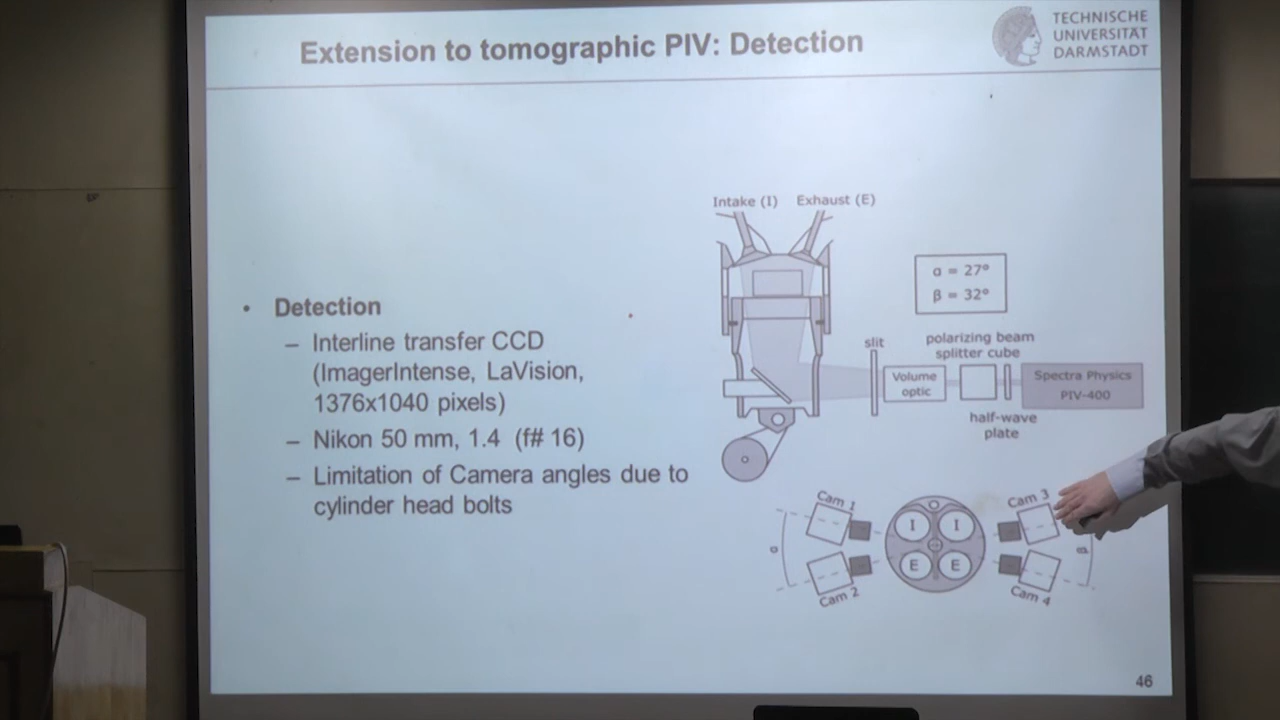 Extension to tomographic PIV: Detection
TECHNISCHE
UNIVERSITÄT
DARMSTADT
• Detection
– Interline transfer CCD
(ImagerIntense, LaVision,
1376x1040 pixels)
– Nikon 50 mm, 1.4 (f# 16)
– Limitation of Camera angles due to
cylinder head bolts
Intake (I) Exhaust (E)
α = 27°
β = 32°
slit
polarizing beam
splitter cube
Volume
optic
Spectra Physics
PIV-400
half-wave
plate
Cam 1
Cam 3
I I
α
E E
Cam 2
Cam 4
46